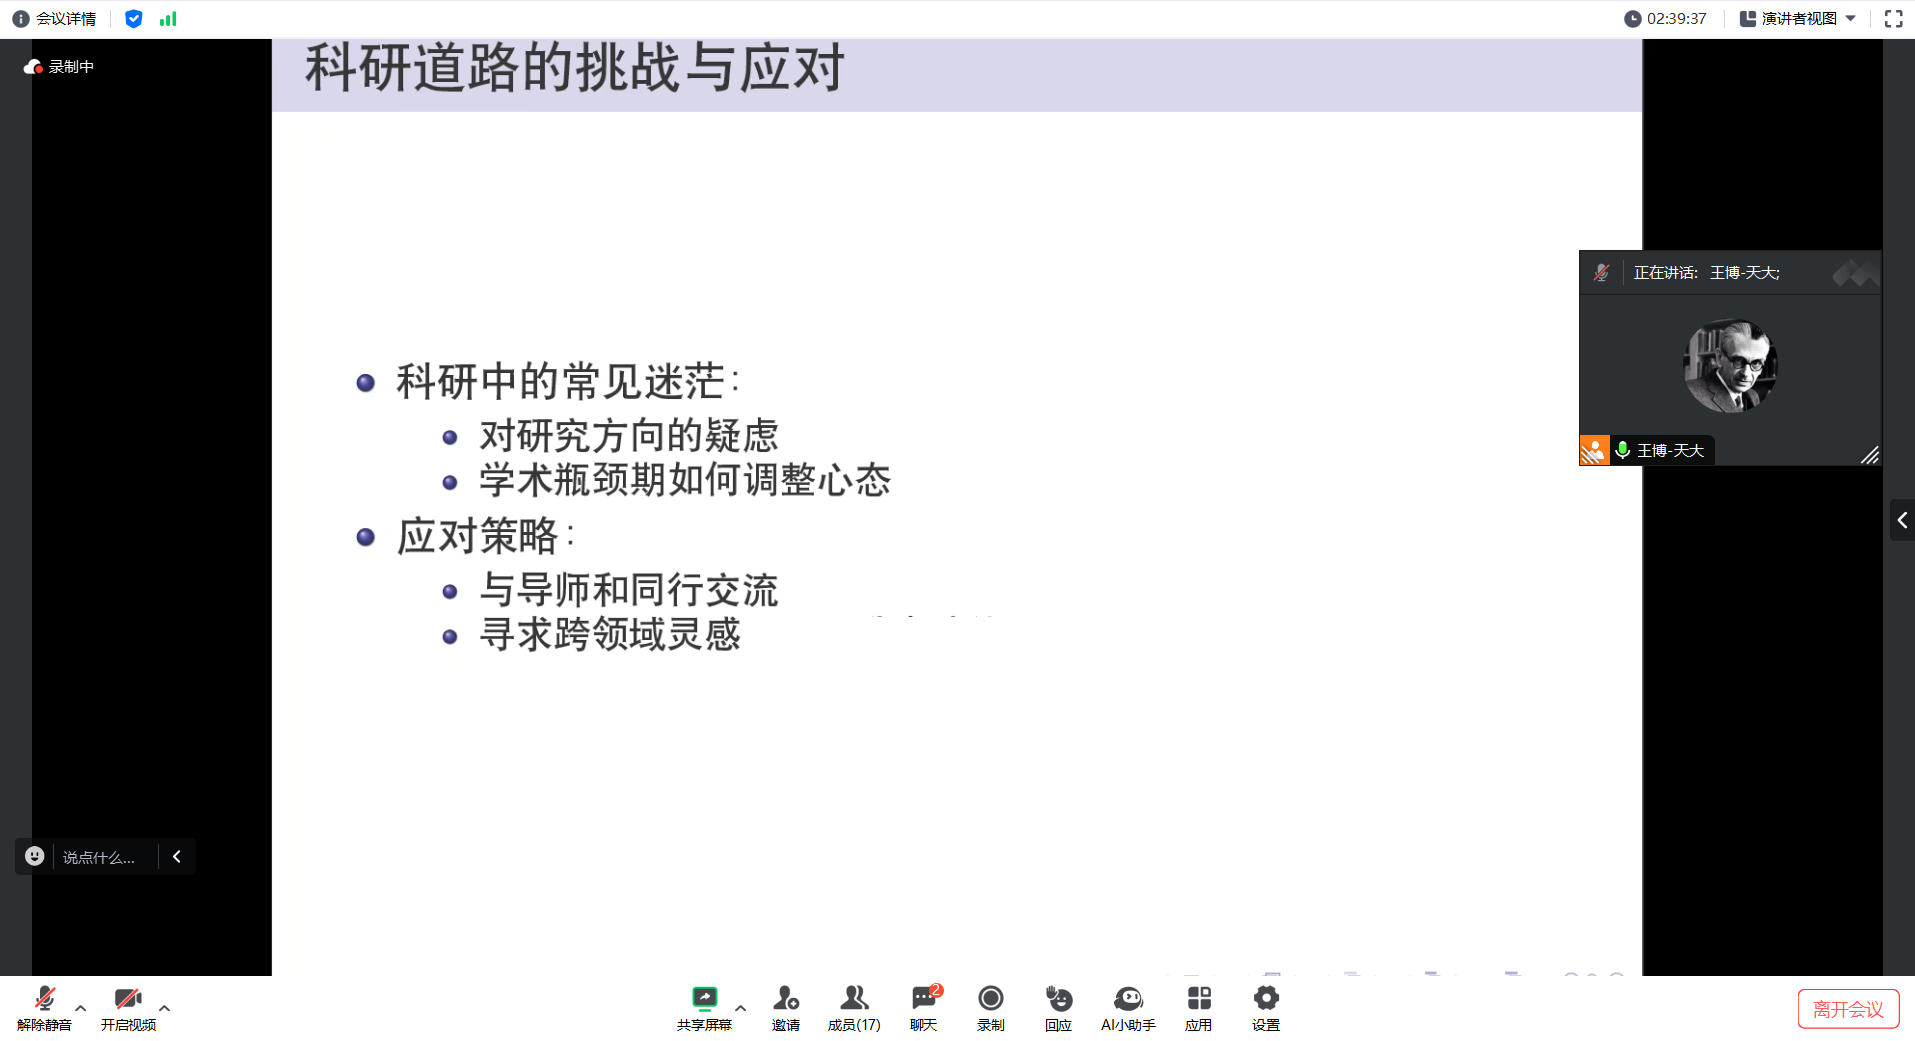 会议详情
02:39:37
演讲者视图
录制中
科研道路的挑战与应对
正在讲话: 王博-天大;
科研中的常见迷茫:
对研究方向的疑虑
王博-天大
学术瓶颈期如何调整心态
应对策略:
与导师和同行交流
寻求跨领域灵感
说点什么...
解除静音
开启视频
共享屏幕
邀请
成员(17)
聊天
2
录制
回应
AI小助手
应用
设置
离开会议